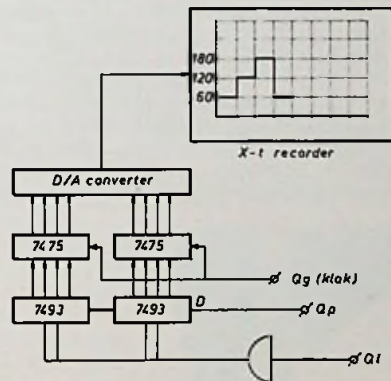 180
120
60
X-t recorder
D/A converter
7475
7475
Qg (klok)
7493
7493
D
Qp
Ql